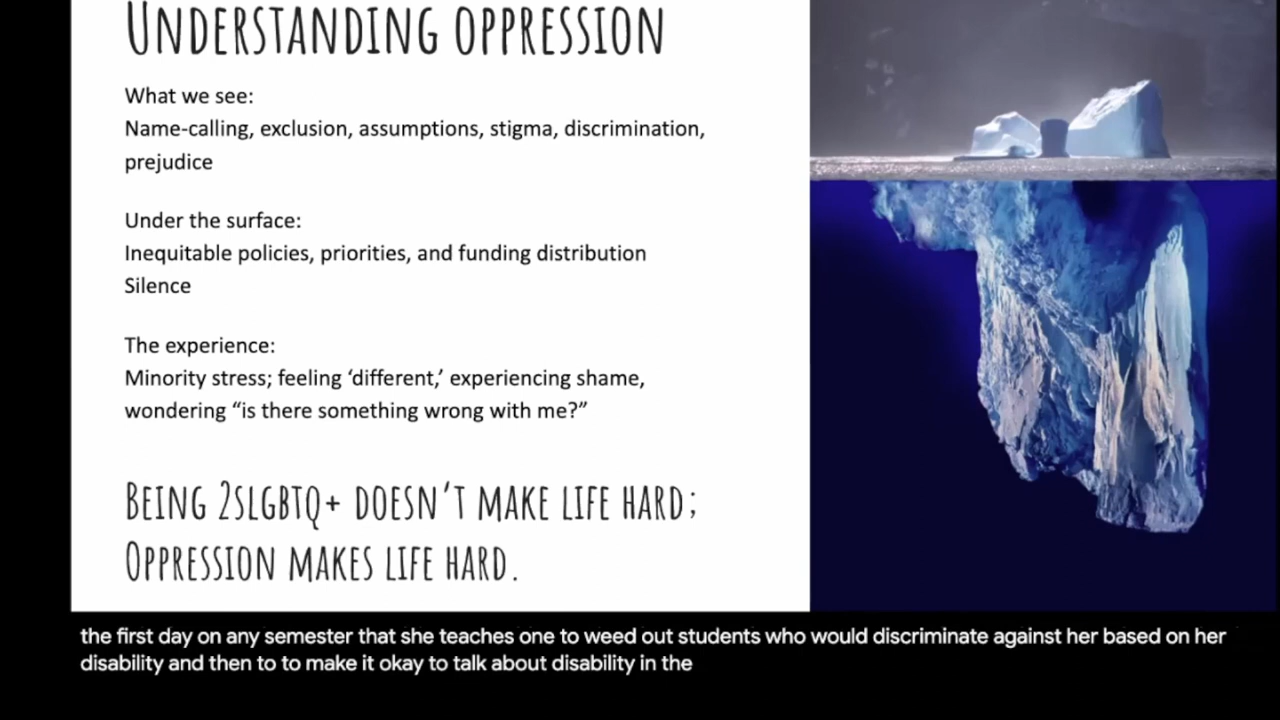 UNDERSTANDING OPPRESSION
What we see:
Name-calling, exclusion, assumptions, stigma, discrimination,
prejudice
Under the surface:
Inequitable policies, priorities, and funding distribution
Silence
The experience:
Minority stress; feeling ‘different,’ experiencing shame,
wondering “is there something wrong with me?”
BEING 2SLGBTQ+ DOESN’T MAKE LIFE HARD;
OPPRESSION MAKES LIFE HARD.
the first day on any semester that she teaches one to weed out students who would discriminate against her based on her
disability and then to to make it okay to talk about disability in the